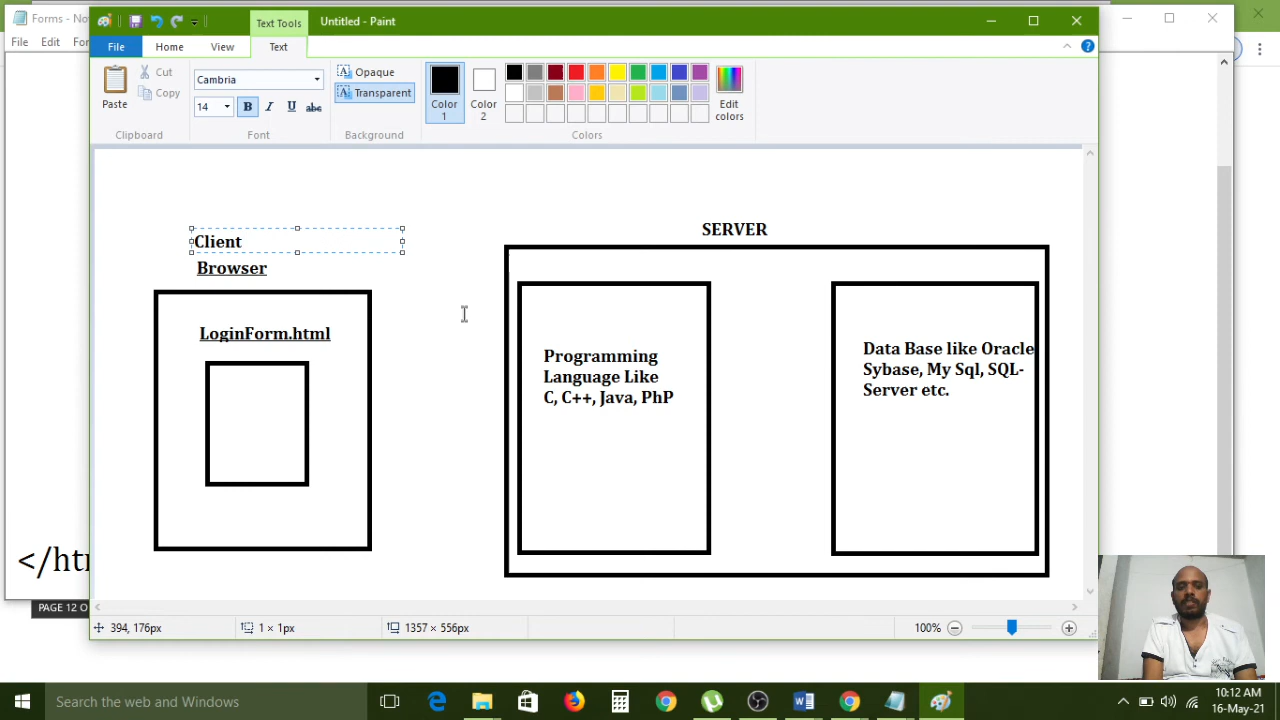 Forms - No
Text Tools
Untitled - Paint
File
Edit
For
File
Home
View
Text
Paste
Cut
Copy
Clipboard
Cambria
14
B
I
U
abc
Font
Opaque
Transparent
Background
Color
1
Color
2
Edit
colors
Colors
Client
Browser
LoginForm.html
SERVER
Programming
Language Like
C, C++, Java, PhP
Data Base like Oracle
Sybase, My Sql, SQL-
Server etc.
</htm
PAGE 12 O
394, 176px
1 × 1px
1357 × 556px
100%
Search the web and Windows
10:12 AM
16-May-21